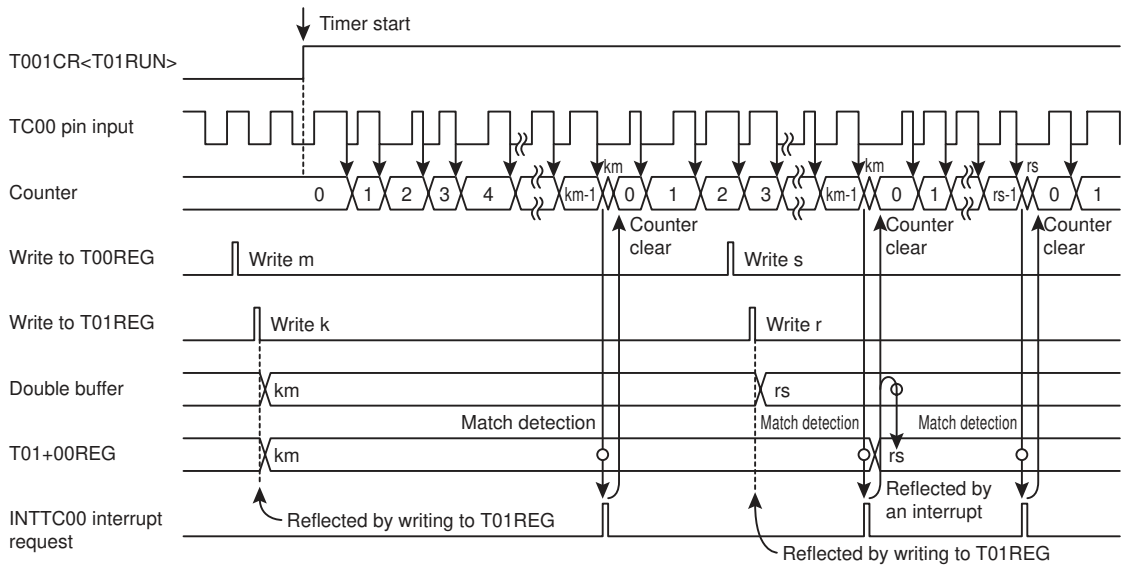 Timer start
T001CR<T01RUN>
TC00 pin input
Counter
0 1 2 3 4 km-1 km 0 1 2 3 km-1 km 0 1 rs-1 rs 0 1
Counter clear
Counter clear
Counter clear
Write to T00REG
Write m
Write s
Write to T01REG
Write k
Write r
Double buffer
km
rs
Match detection
Match detection
Match detection
T01+00REG
km
rs
Reflected by
an interrupt
INTTC00 interrupt
request
Reflected by writing to T01REG
Reflected by writing to T01REG